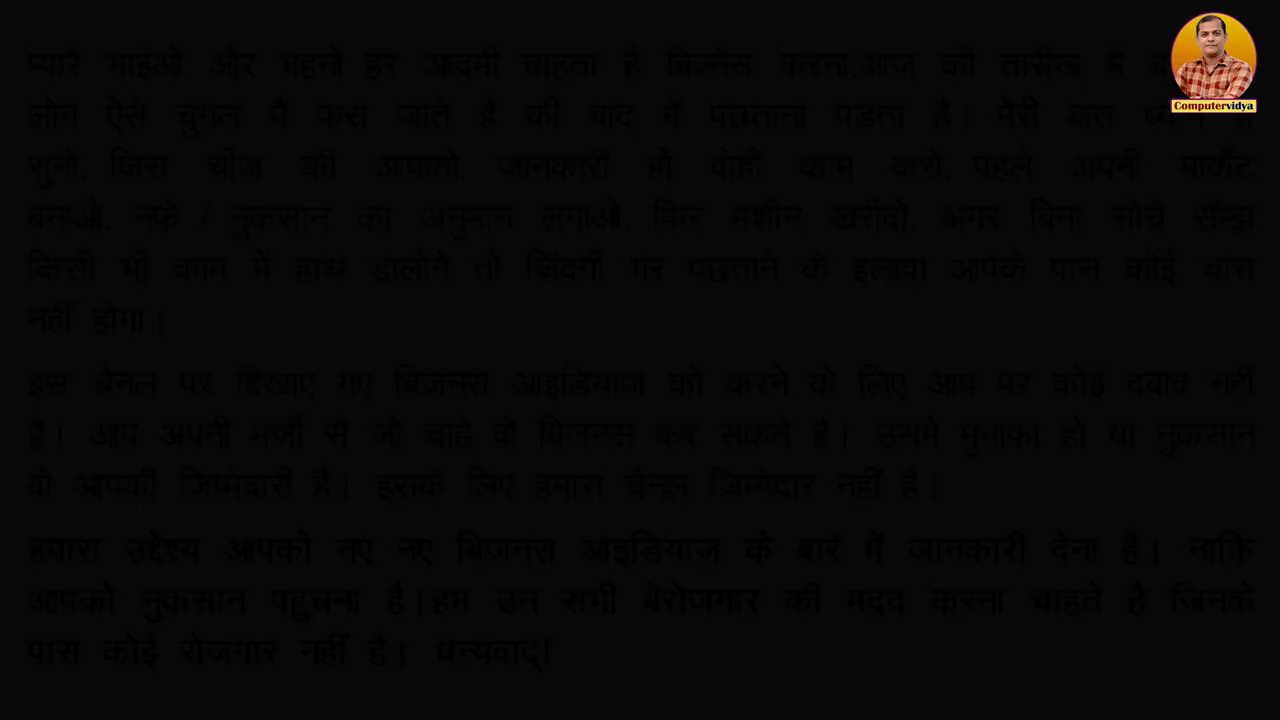 Computervidya
प्यारे भाइंओ और बहनो हर आदमी चाहता है बिज्नेस करना.आज की तारीख मै
लोग ऐसे चुंगल मै फस जाते है की बाद में पछताना पडता है। मेरी बात ध्यान से
सुनो. जिस चीज की आपको जानकारी हो वोही काम करो. पहले अपनी मार्केट
बनाओ. नफे / नुकसान का अनुमान लगाओ. फिर मशीन खरीदो. अगर बिना सोचे
किसी भी काम में हाथ डालोगे तो जिंदगी भर पछताने के इलावा आपके पास कोई चारा
नहीं होगा।
इस चैनल पर दिखाए गए बिजनस आइडियाज को करने के लिए आप पर कोई दवाव नहीं
है। आप अपनी मर्जी से जो चाहे वो बिजनस कर सकते है। उसमे मुनाफा हो या नुकसान
वो आपकी जिम्मेदारी है। इसके लिए हमारा चैनल जिम्मेदार नहीं है।
हमारा उद्देश्य आपको नए नए बिजनस आइडियाज के बारे में जानकारी देना है। नाकि
आपको नुकसान पहुचना है।हम उन सभी बेरोजगार की मदद करना चाहते है जिनके
पास कोई रोजगार नहीं है। धन्यवाद्!